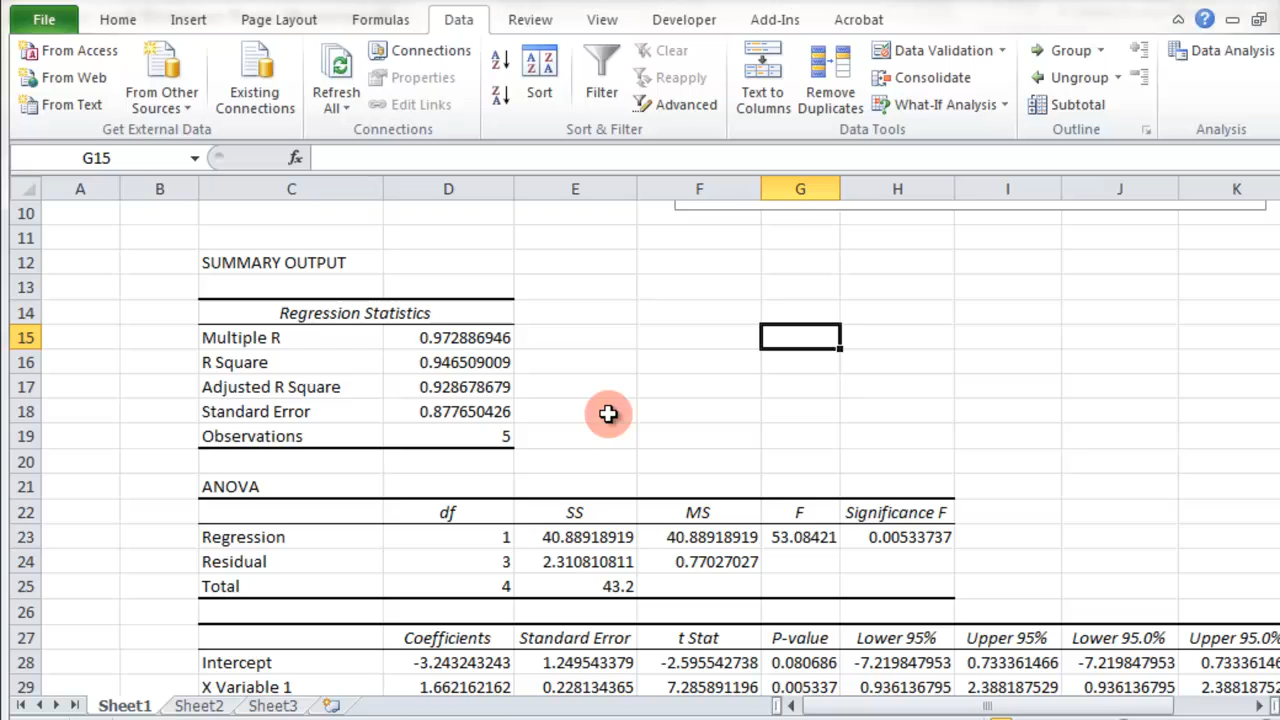 File Home Insert Page Layout Formulas Data Review View Developer Add-Ins Acrobat
From Access
From Web
From Text
From Other Sources
Existing Connections
Get External Data
Refresh All
Connections
Properties
Edit Links
Connections
Sort
Filter
Clear
Reapply
Advanced
Sort & Filter
Text to Columns
Remove Duplicates
Data Validation
Consolidate
What-If Analysis
Data Tools
Group
Ungroup
Subtotal
Outline
Data Analysis
Analysis
G15 fx
A B C D E F G H I J K
10
11
12 SUMMARY OUTPUT
13
14 Regression Statistics
15 Multiple R 0.972886946
16 R Square 0.946509009
17 Adjusted R Square 0.928678679
18 Standard Error 0.877650426
19 Observations 5
20
21 ANOVA
22 df SS MS F Significance F
23 Regression 1 40.88918919 40.88918919 53.08421 0.00533737
24 Residual 3 2.310810811 0.77027027
25 Total 4 43.2
26
27 Coefficients Standard Error t Stat P-value Lower 95% Upper 95% Lower 95.0% Upper 95.0%
28 Intercept -3.243243243 1.249543379 -2.595542738 0.080686 -7.219847953 0.733361466 -7.219847953 0.7333614
29 X Variable 1 1.662162162 0.228134365 7.285891196 0.005337 0.936136795 2.388187529 0.936136795 2.3881875
Sheet1 Sheet2 Sheet3